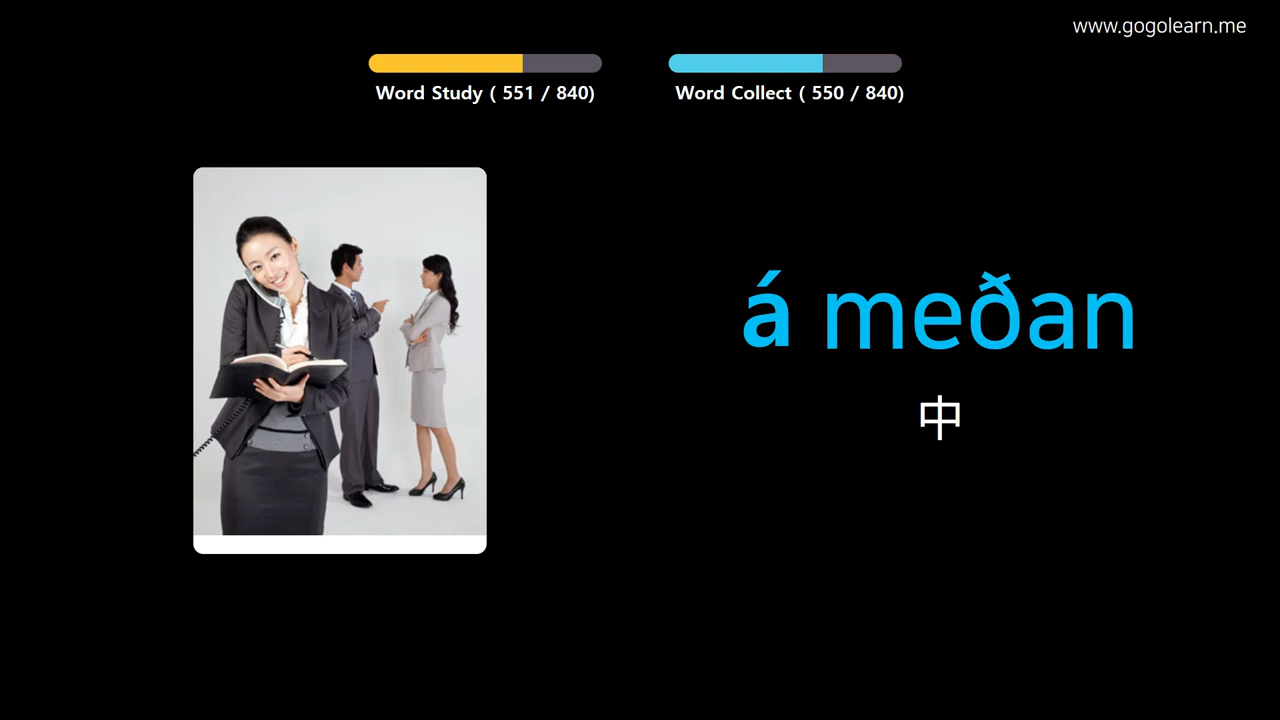 www.gogolearn.me
Word Study ( 551 / 840)
Word Collect ( 550 / 840)
á meðan
中